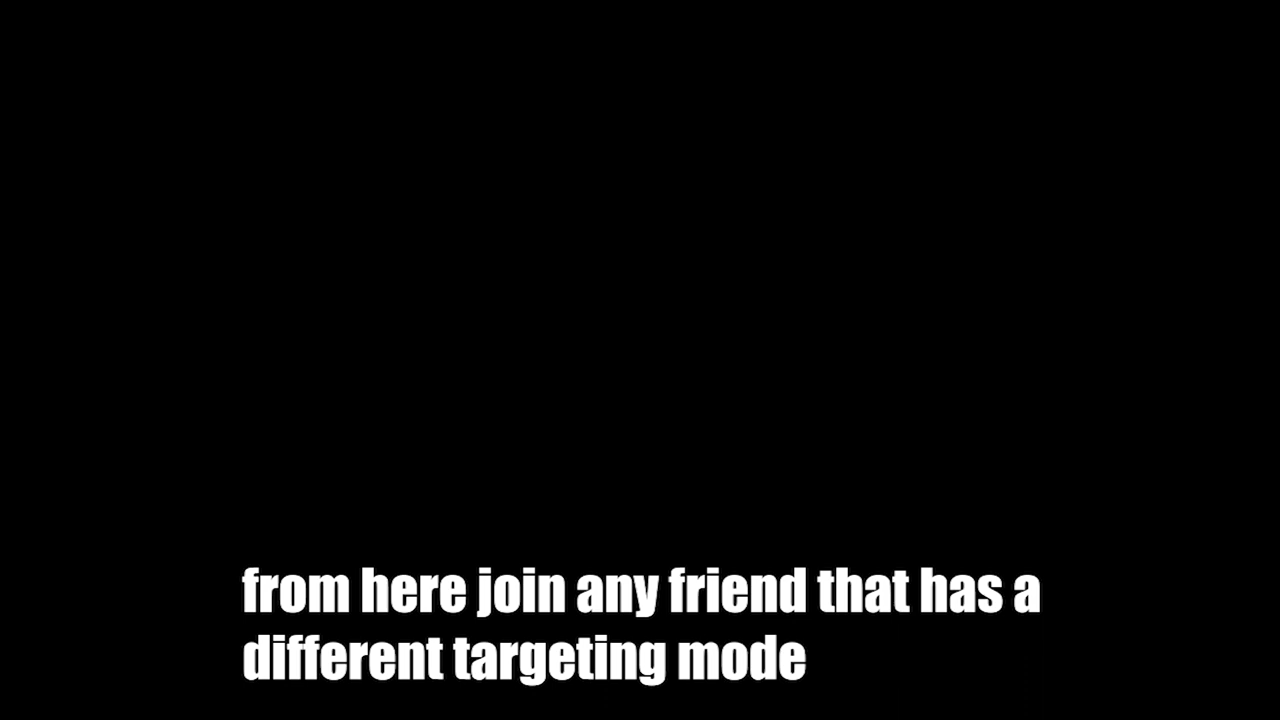 from here join any friend that has a
different targeting mode